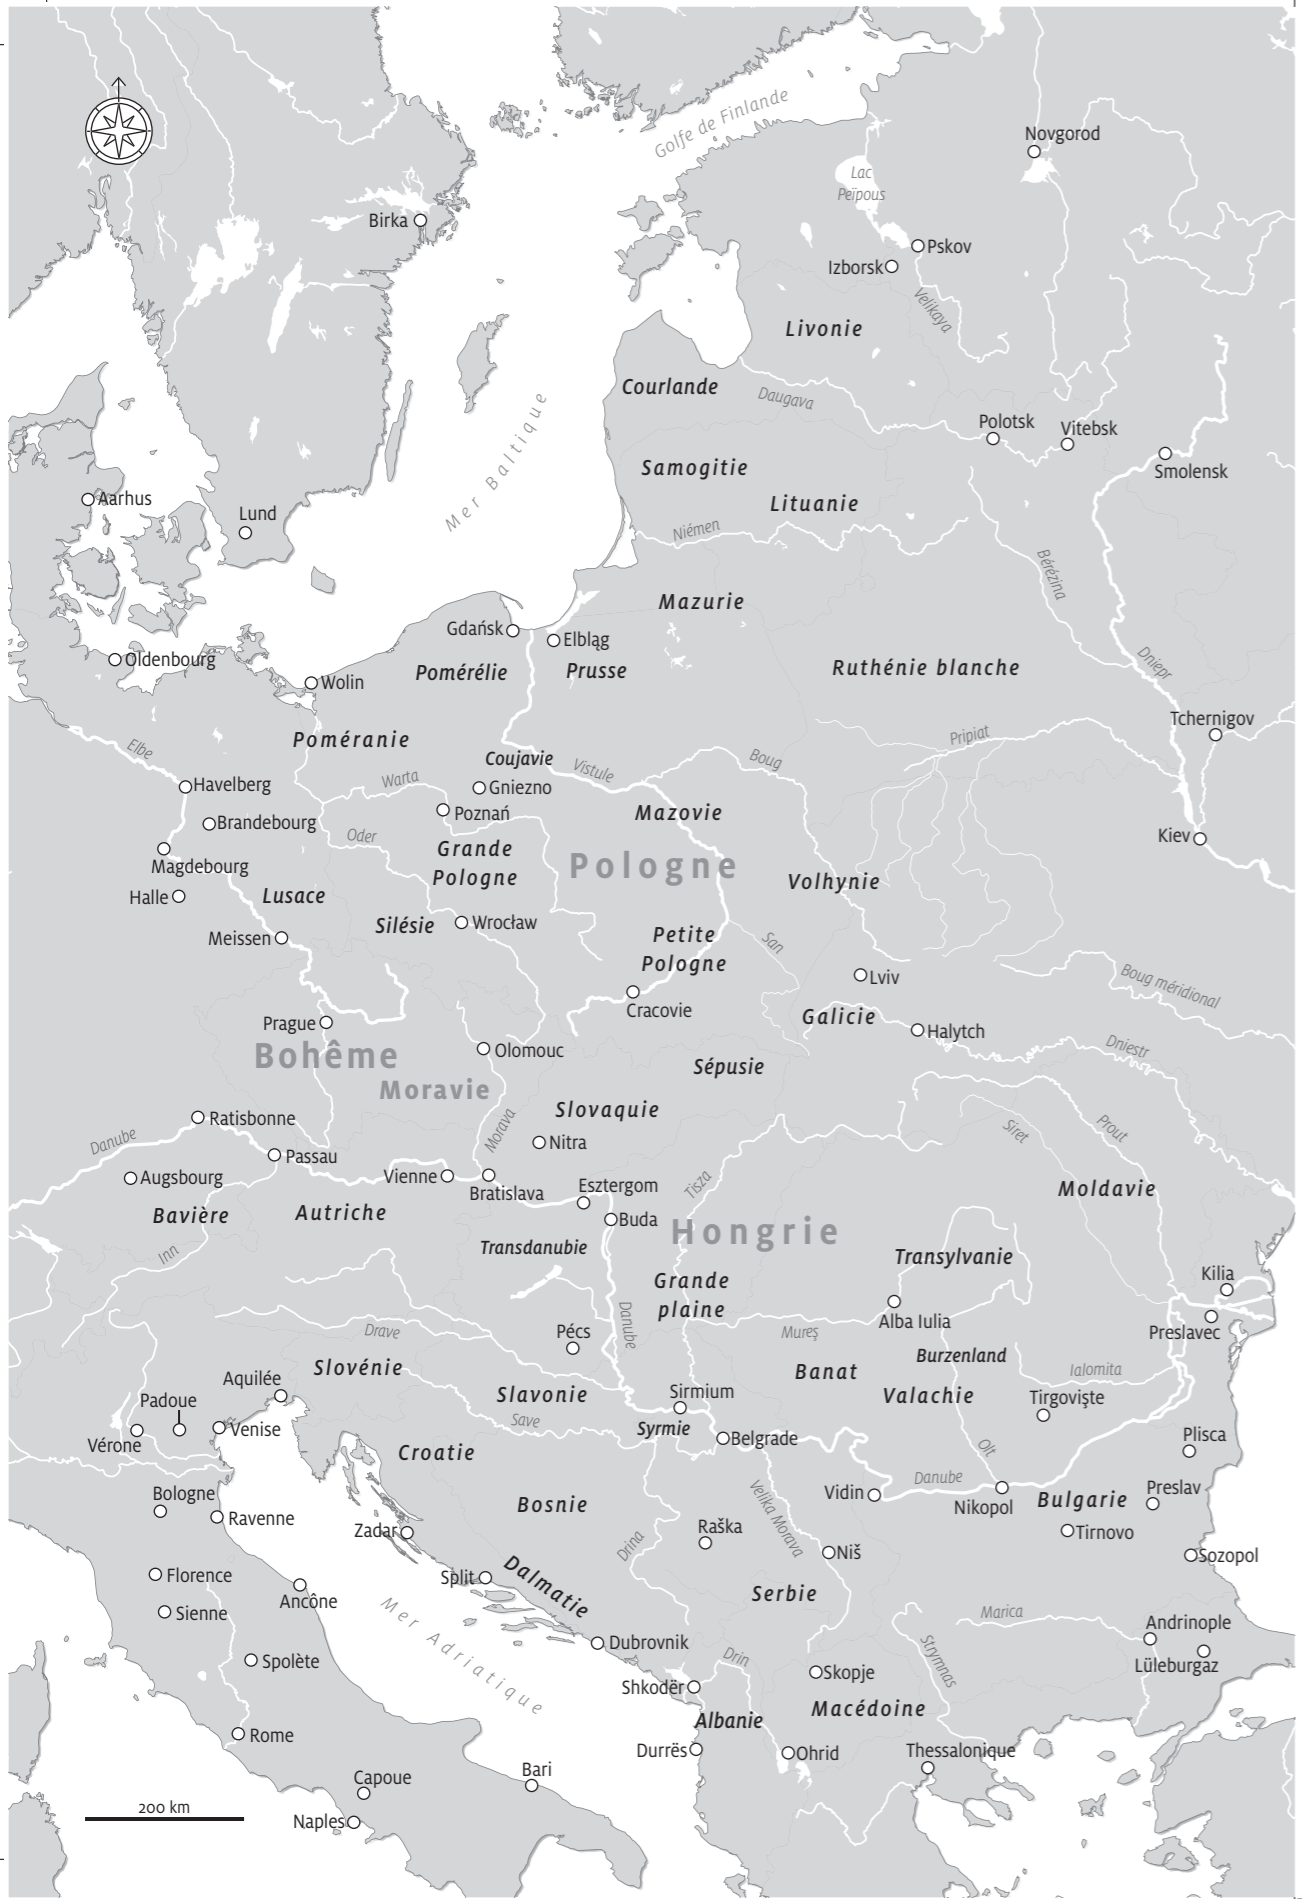 Golfe de Finlande
Novgorod
Lac
Peïpous
Birka
Pskov
Izborsk
Velikaya
Livonie
Courlande
Daugava
Mer Baltique
Polotsk
Vitebsk
Samogitie
Smolensk
Aarhus
Lituanie
Lund
Niémen
Bérézina
Mazurie
Gdańsk
Elbląg
Oldenbourg
Pomérélie
Prusse
Ruthénie blanche
Dniepr
Wolin
Tchernigov
Poméranie
Pripiat
Elbe
Coujavie
Boug
Vistule
Warta
Havelberg
Gniezno
Poznań
Mazovie
Brandebourg
Oder
Kiev
Magdebourg
Grande
Pologne
Pologne
Volhynie
Halle
Lusace
Silésie
Wrocław
Meissen
Petite
Pologne
San
Lviv
Boug méridional
Cracovie
Galicie
Prague
Halytch
Bohême
Olomouc
Dniestr
Sépusie
Moravie
Slovaquie
Ratisbonne
Morava
Siret
Prout
Danube
Nitra
Passau
Augsbourg
Vienne
Bratislava
Esztergom
Tisza
Moldavie
Bavière
Autriche
Buda
Hongrie
Inn
Transdanubie
Transylvanie
Kilia
Grande
plaine
Danube
Alba Iulia
Preslavec
Drave
Pécs
Mureş
Slovénie
Burzenland
Banat
Ialomita
Aquilée
Slavonie
Sirmium
Valachie
Tirgovişte
Padoue
Save
Syrmie
Venise
Vérone
Belgrade
Plisca
Croatie
Olt
Danube
Bologne
Vidin
Nikopol
Bulgarie
Preslav
Bosnie
Velika Morava
Ravenne
Zadar
Raška
Tirnovo
Drina
Niš
Sozopol
Florence
Split
Dalmatie
Ancône
Serbie
Sienne
Mer Adriatique
Marica
Andrinople
Dubrovnik
Strymnas
Lüleburgaz
Spolète
Drin
Skopje
Shkodër
Macédoine
Albanie
Rome
Durrës
Ohrid
Thessalonique
Bari
Capoue
200 km
Naples